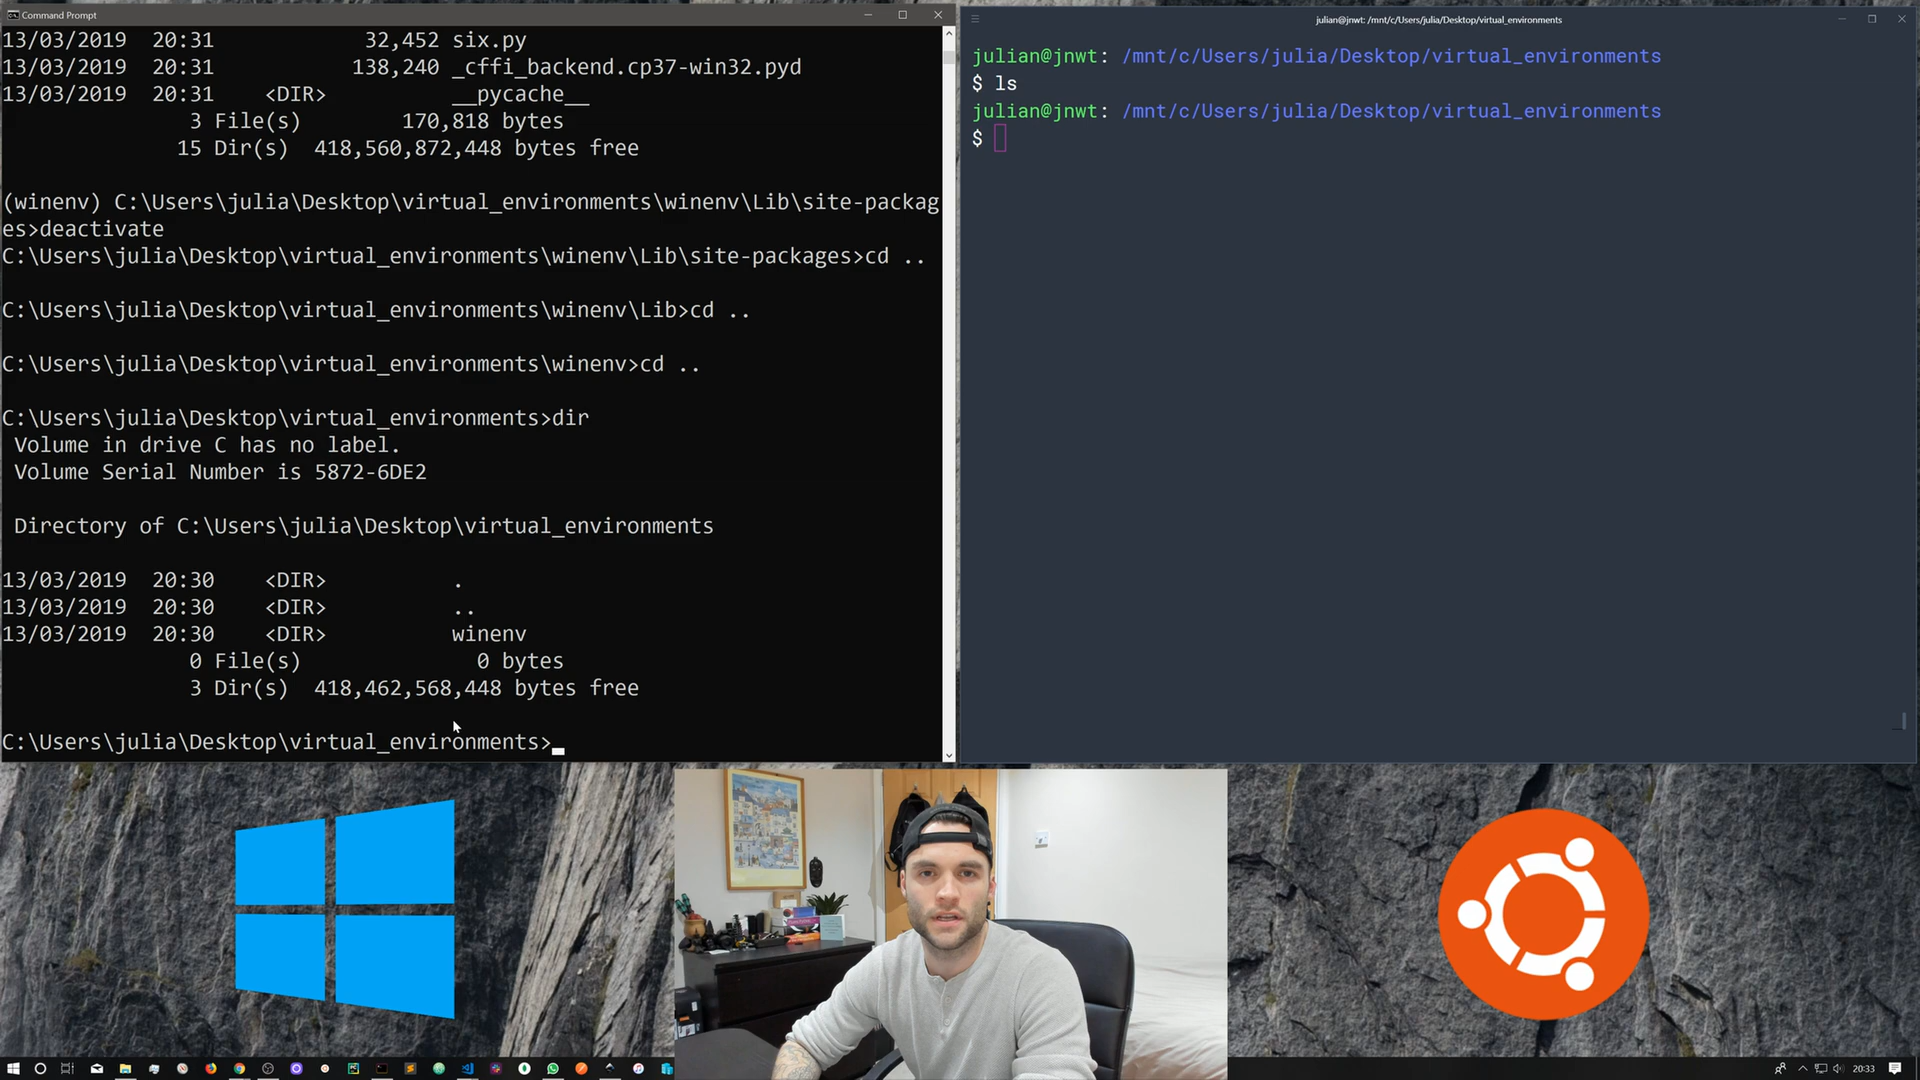 Command Prompt
13/03/2019  20:31            32,452 six.py
13/03/2019  20:31           138,240 _cffi_backend.cp37-win32.pyd
13/03/2019  20:31    <DIR>          __pycache__
               3 File(s)        170,818 bytes
              15 Dir(s)  418,560,872,448 bytes free
(winenv) C:\Users\julia\Desktop\virtual_environments\winenv\Lib\site-packag
es>deactivate
C:\Users\julia\Desktop\virtual_environments\winenv\Lib\site-packages>cd ..
C:\Users\julia\Desktop\virtual_environments\winenv\Lib>cd ..
C:\Users\julia\Desktop\virtual_environments\winenv>cd ..
C:\Users\julia\Desktop\virtual_environments>dir
 Volume in drive C has no label.
 Volume Serial Number is 5872-6DE2
 Directory of C:\Users\julia\Desktop\virtual_environments
13/03/2019  20:30    <DIR>          .
13/03/2019  20:30    <DIR>          ..
13/03/2019  20:30    <DIR>          winenv
               0 File(s)              0 bytes
               3 Dir(s)  418,462,568,448 bytes free
C:\Users\julia\Desktop\virtual_environments>
julian@jnwt: /mnt/c/Users/julia/Desktop/virtual_environments
julian@jnwt: /mnt/c/Users/julia/Desktop/virtual_environments
$ ls
julian@jnwt: /mnt/c/Users/julia/Desktop/virtual_environments
$
20:33